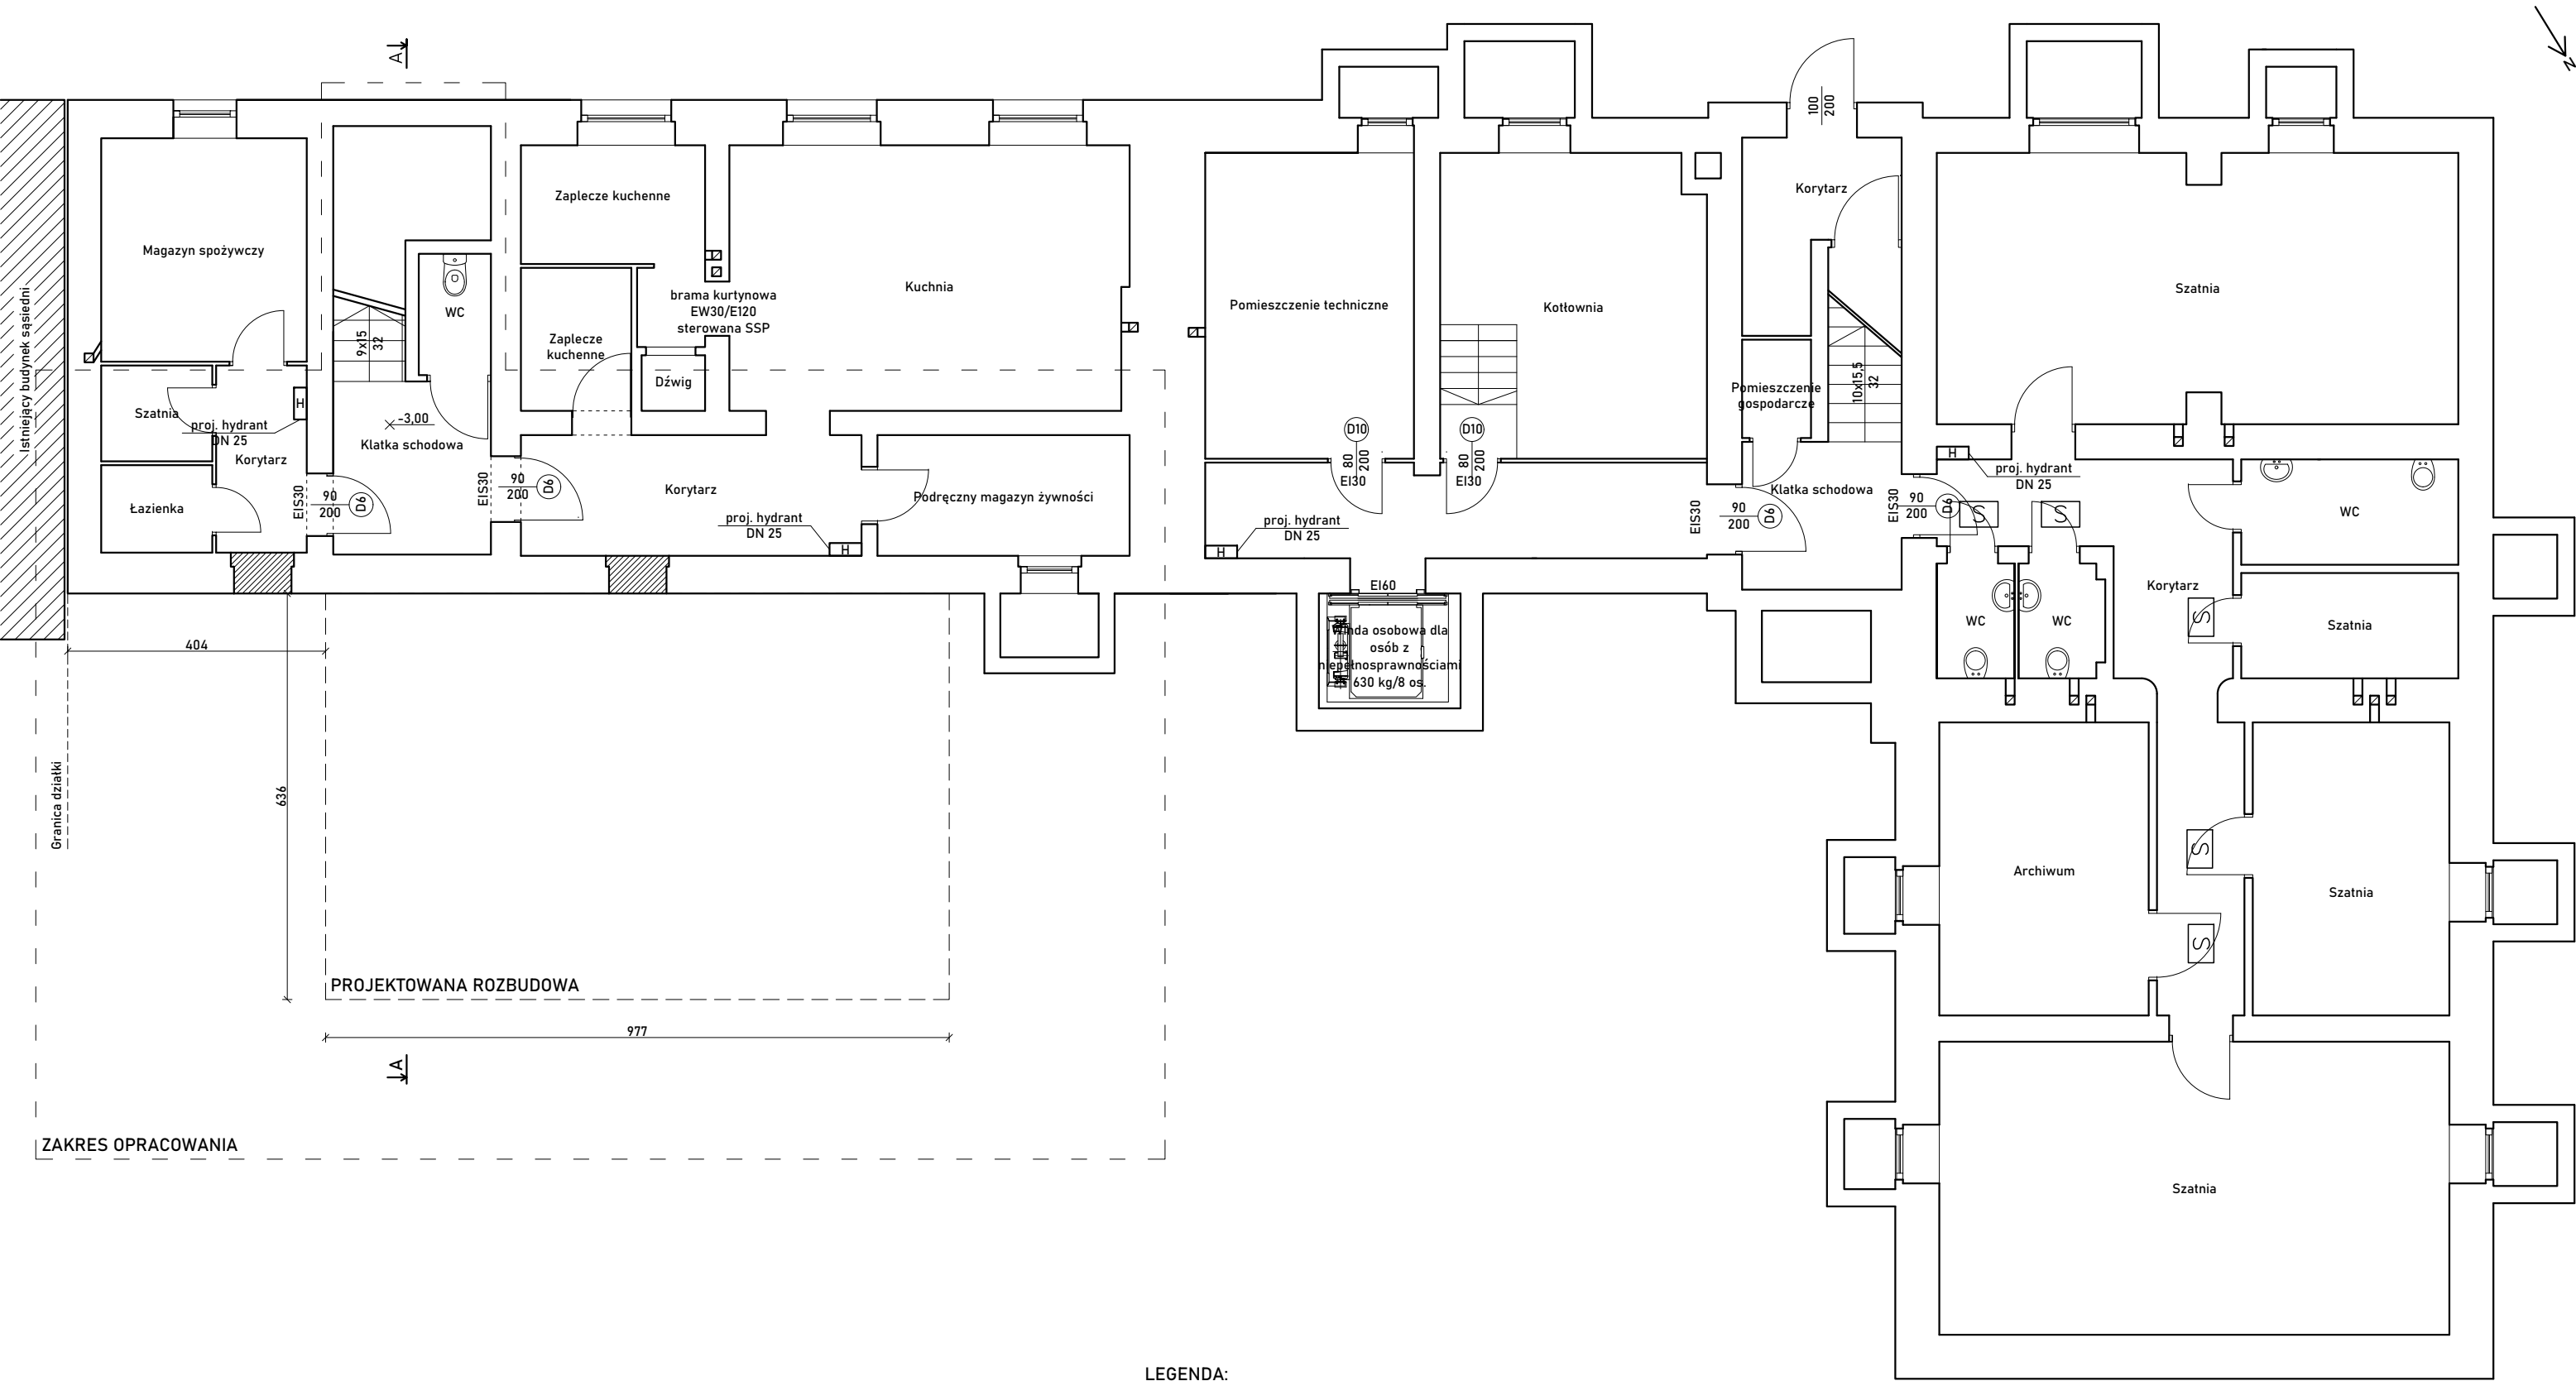 A
N
100
200
Korytarz
Zaplecze kuchenne
Magazyn spożywczy
Kuchnia
Szatnia
brama kurtynowa
EW30/E120
sterowana SSP
Pomieszczenie techniczne
Kotłownia
WC
Istniejący budynek sąsiedni
9x15
32
Zaplecze
kuchenne
Dźwig
Pomieszczenie
gospodarcze
10x15,5
32
Szatnia
H
proj. hydrant
DN 25
-3,00
Klatka schodowa
Korytarz
D10
80
200
EI30
D10
80
200
EI30
H
proj. hydrant
DN 25
EIS30
90
200
D6
EIS30
90
200
D6
Korytarz
Podręczny magazyn żywności
Klatka schodowa
Łazienka
proj. hydrant
DN 25
H
proj. hydrant
DN 25
H
EIS30
90
200
D6
EIS30
90
200
D6
S
S
WC
EI60
Korytarz
S
WC
WC
Szatnia
Winda osobowa dla
osób z
niepełnosprawnościami
630 kg/8 os.
404
Granica działki
636
S
Archiwum
Szatnia
S
PROJEKTOWANA ROZBUDOWA
977
A
ZAKRES OPRACOWANIA
Szatnia
LEGENDA: